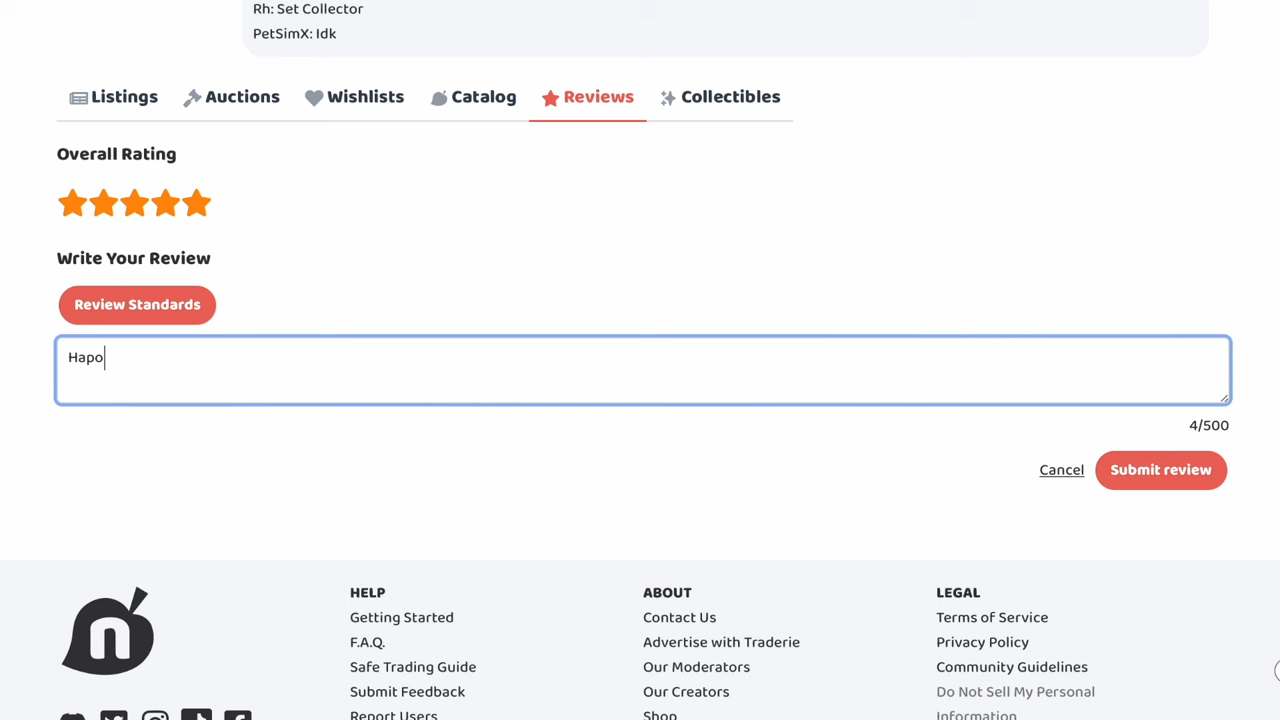 Rh: Set Collector
PetSimX: Idk
Listings Auctions Wishlists Catalog Reviews Collectibles
Overall Rating
Write Your Review
Review Standards
Hapo
4/500
Cancel Submit review
n
HELP ABOUT LEGAL
Getting Started Contact Us Terms of Service
F.A.Q. Advertise with Traderie Privacy Policy
Safe Trading Guide Our Moderators Community Guidelines
Submit Feedback Our Creators Do Not Sell My Personal
Report Users Shop Information